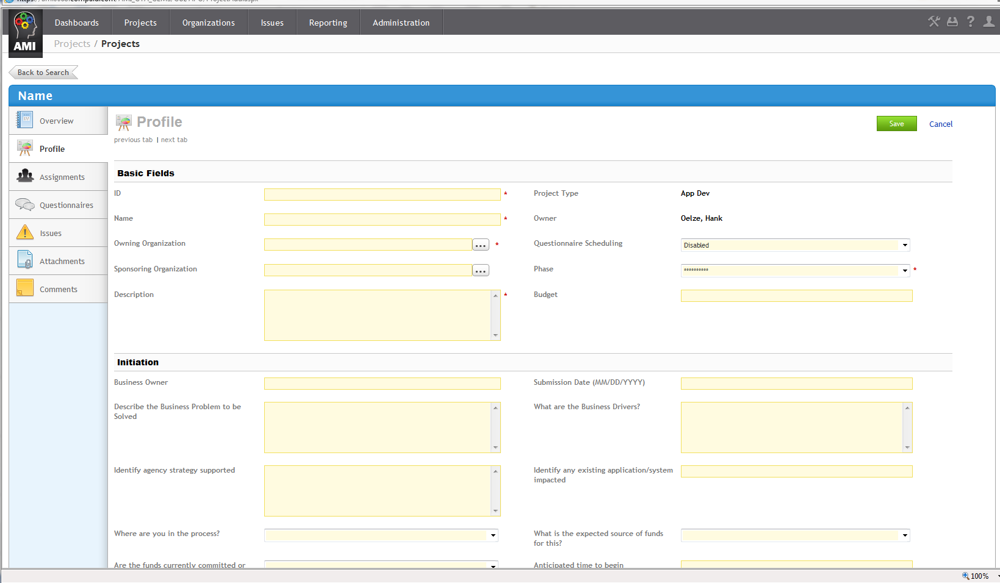 AMI
Dashboards
Projects
Organizations
Issues
Reporting
Administration
Projects / Projects
Back to Search
Name
Overview
Profile
Assignments
Questionnaires
Issues
Attachments
Comments
Profile
Save
Cancel
previous tab | next tab
Basic Fields
ID *
Project Type App Dev
Name *
Owner Oelze, Hank
Owning Organization ... *
Questionnaire Scheduling Disabled
Sponsoring Organization ...
Phase ********** *
Description *
Budget
Initiation
Business Owner
Submission Date (MM/DD/YYYY)
Describe the Business Problem to be
Solved
What are the Business Drivers?
Identify agency strategy supported
Identify any existing application/system
impacted
Where are you in the process?
What is the expected source of funds
for this?
Are the funds currently committed or
Anticipated time to begin
100%